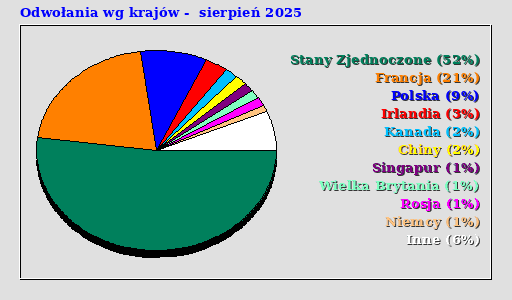 Odwołania wg krajów -  sierpień 2025
Stany Zjednoczone (52%)
Francja (21%)
Polska (9%)
Irlandia (3%)
Kanada (2%)
Chiny (2%)
Singapur (1%)
Wielka Brytania (1%)
Rosja (1%)
Niemcy (1%)
Inne (6%)